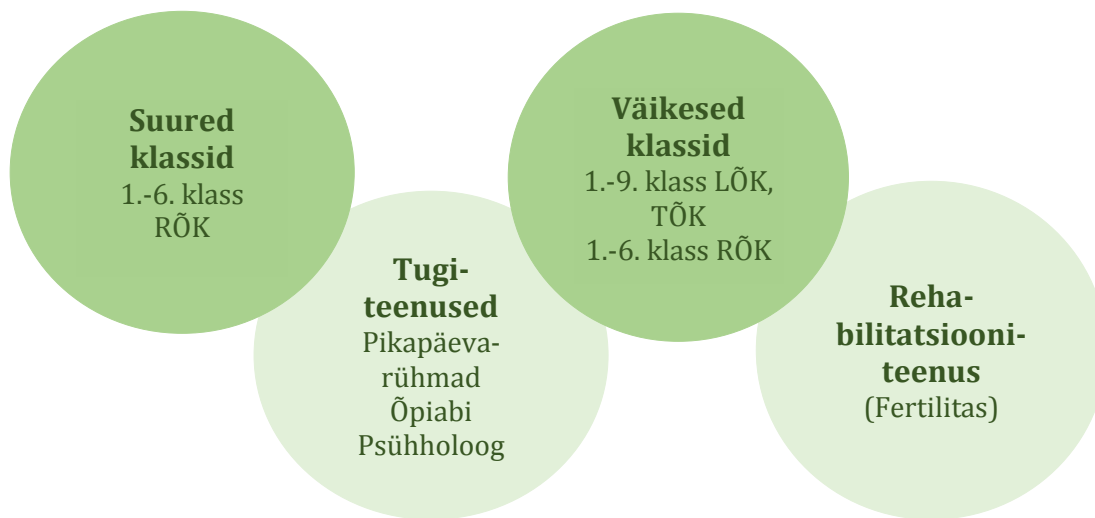 Suured
klassid
1.-6. klass
RÕK
Väikesed
klassid
1.-9. klass LÕK,
TÕK
1.-6. klass RÕK
Tugi-
teenused
Pikapäeva-
rühmad
Õpiabi
Psühholoog
Reha-
bilitatsiooni-
teenus
(Fertilitas)